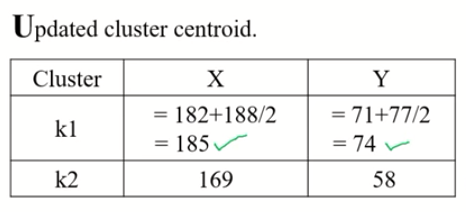 Updated cluster centroid.
Cluster X Y
k1 = 182+188/2 = 71+77/2
= 185 = 74
k2 169 58